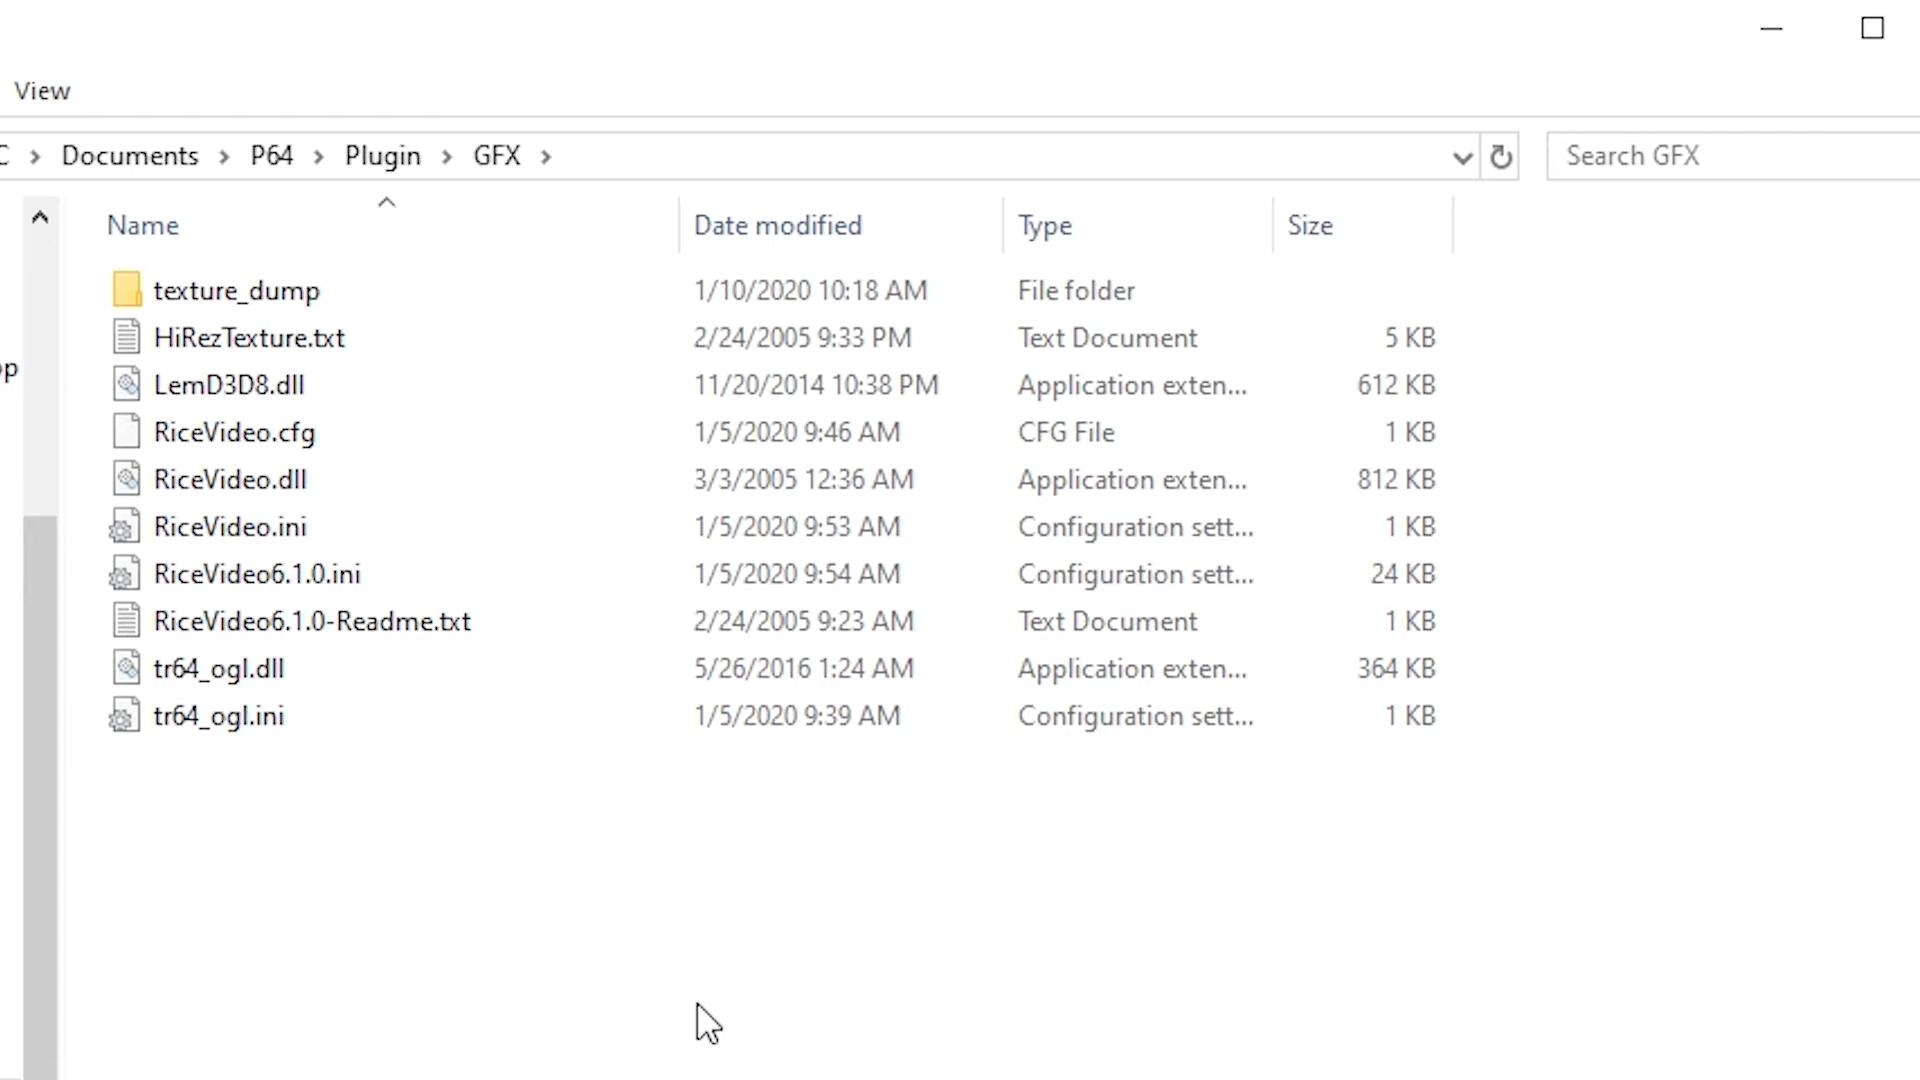 View
C > Documents > P64 > Plugin > GFX > Search GFX
Name Date modified Type Size
texture_dump 1/10/2020 10:18 AM File folder
HiRezTexture.txt 2/24/2005 9:33 PM Text Document 5 KB
LemD3D8.dll 11/20/2014 10:38 PM Application exten... 612 KB
RiceVideo.cfg 1/5/2020 9:46 AM CFG File 1 KB
RiceVideo.dll 3/3/2005 12:36 AM Application exten... 812 KB
RiceVideo.ini 1/5/2020 9:53 AM Configuration sett... 1 KB
RiceVideo6.1.0.ini 1/5/2020 9:54 AM Configuration sett... 24 KB
RiceVideo6.1.0-Readme.txt 2/24/2005 9:23 AM Text Document 1 KB
tr64_ogl.dll 5/26/2016 1:24 AM Application exten... 364 KB
tr64_ogl.ini 1/5/2020 9:39 AM Configuration sett... 1 KB